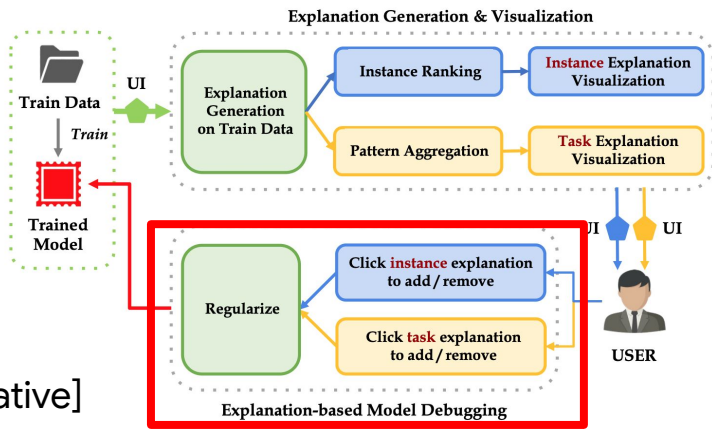 Explanation Generation & Visualization
Train Data
Train
Trained
Model
UI
Explanation
Generation
on Train Data
Instance Ranking
Instance Explanation
Visualization
Pattern Aggregation
Task Explanation
Visualization
UI
UI
USER
Click instance explanation
to add / remove
Click task explanation
to add / remove
Regularize
Explanation-based Model Debugging
ative]